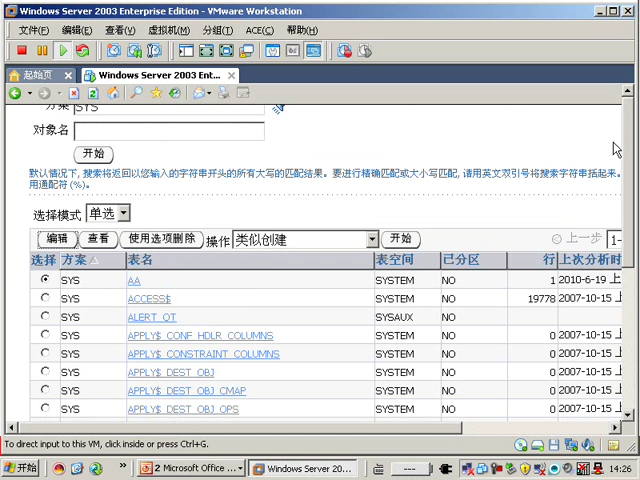 Windows Server 2003 Enterprise Edition - VMware Workstation
文件(F) 编辑(E) 查看(V) 虚拟机(M) 分组(T) ACE(C) 帮助(H)
起始页 Windows Server 2003 Ent...
方案 SYS
对象名
开始
默认情况下, 搜索将返回以您输入的字符串开头的所有大写的匹配结果。要进行精确匹配或大小写匹配, 请用英文双引号将搜索字符串括起来。
用通配符 (%)。
选择模式 单选
编辑 查看 使用选项删除 操作 类似创建 开始 上一步 1-
选择 方案 表名 表空间 已分区 行 上次分析时
SYS AA SYSTEM NO 1 2010-6-19 上
SYS ACCESS$ SYSTEM NO 19778 2007-10-15 上
SYS ALERT_QT SYSAUX NO
SYS APPLY$_CONF_HDLR_COLUMNS SYSTEM NO 0 2007-10-15 上
SYS APPLY$_CONSTRAINT_COLUMNS SYSTEM NO 0 2007-10-15 上
SYS APPLY$_DEST_OBJ SYSTEM NO 0 2007-10-15 上
SYS APPLY$_DEST_OBJ_CMAP SYSTEM NO 0 2007-10-15 上
SYS APPLY$_DEST_OBJ_OPS SYSTEM NO 0 2007-10-15 上
To direct input to this VM, click inside or press Ctrl+G.
开始 » 2 Microsoft Office ... Windows Server 20... 14:26